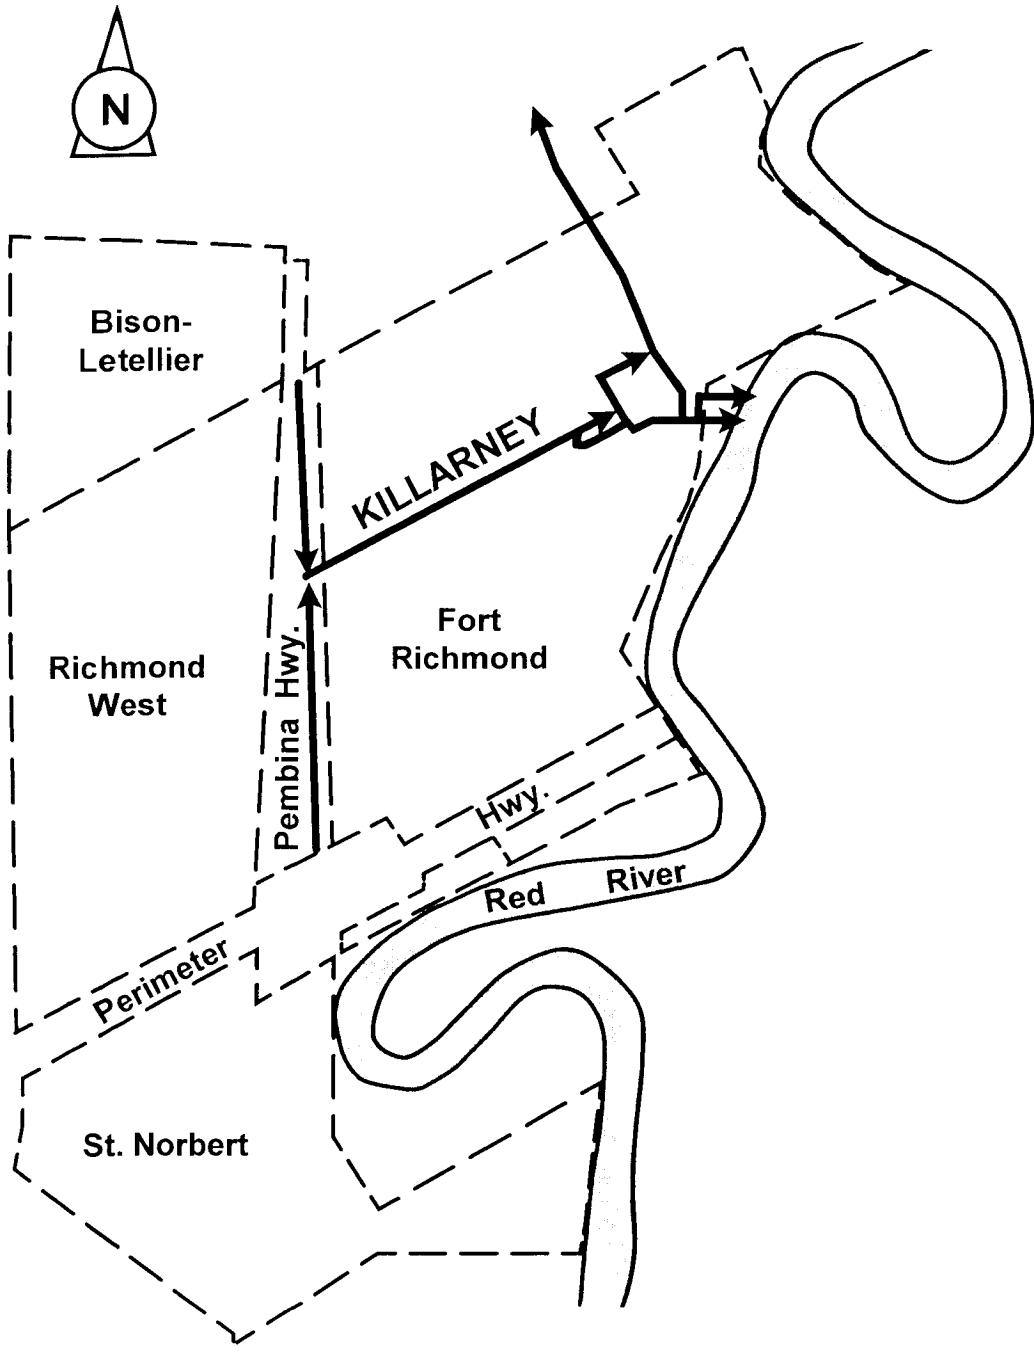 N
Bison-
Letellier
KILLARNEY
Fort
Richmond
Richmond
West
Pembina Hwy.
Hwy.
Red River
Perimeter
St. Norbert